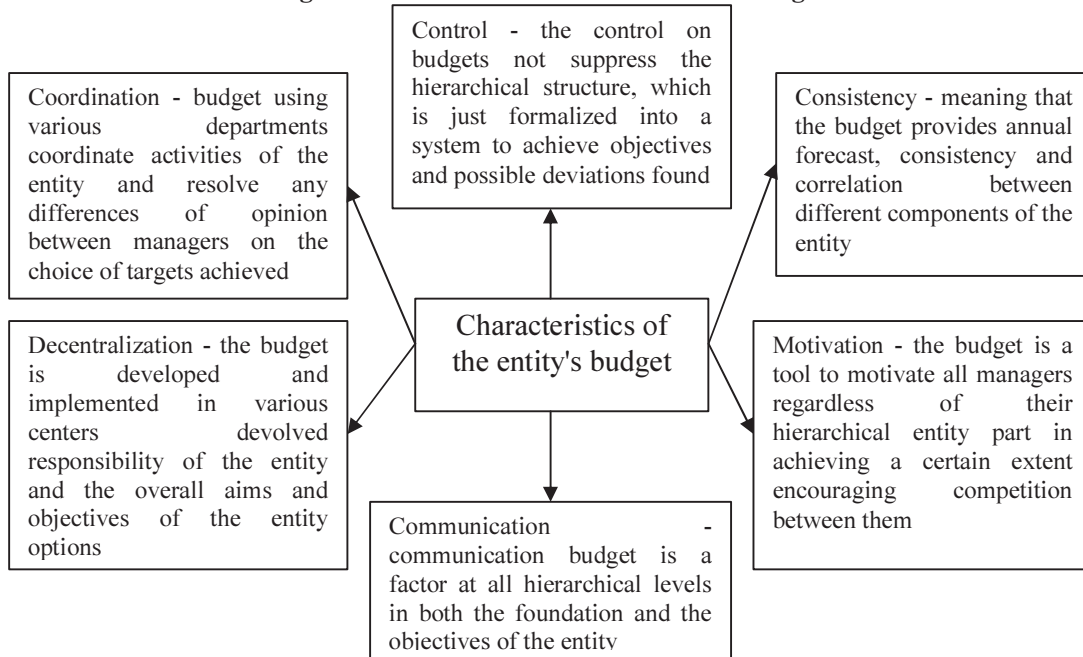 Control - the control on
budgets not suppress the
hierarchical structure, which
is just formalized into a
system to achieve objectives
and possible deviations found
Coordination - budget using
various departments
coordinate activities of the
entity and resolve any
differences of opinion
between managers on the
choice of targets achieved
Consistency - meaning that
the budget provides annual
forecast, consistency and
correlation between
different components of the
entity
Characteristics of
the entity's budget
Decentralization - the budget
is developed and
implemented in various
centers devolved
responsibility of the entity
and the overall aims and
objectives of the entity
options
Motivation - the budget is a
tool to motivate all managers
regardless of their
hierarchical entity part in
achieving a certain extent
encouraging competition
between them
Communication -
communication budget is a
factor at all hierarchical levels
in both the foundation and the
objectives of the entity